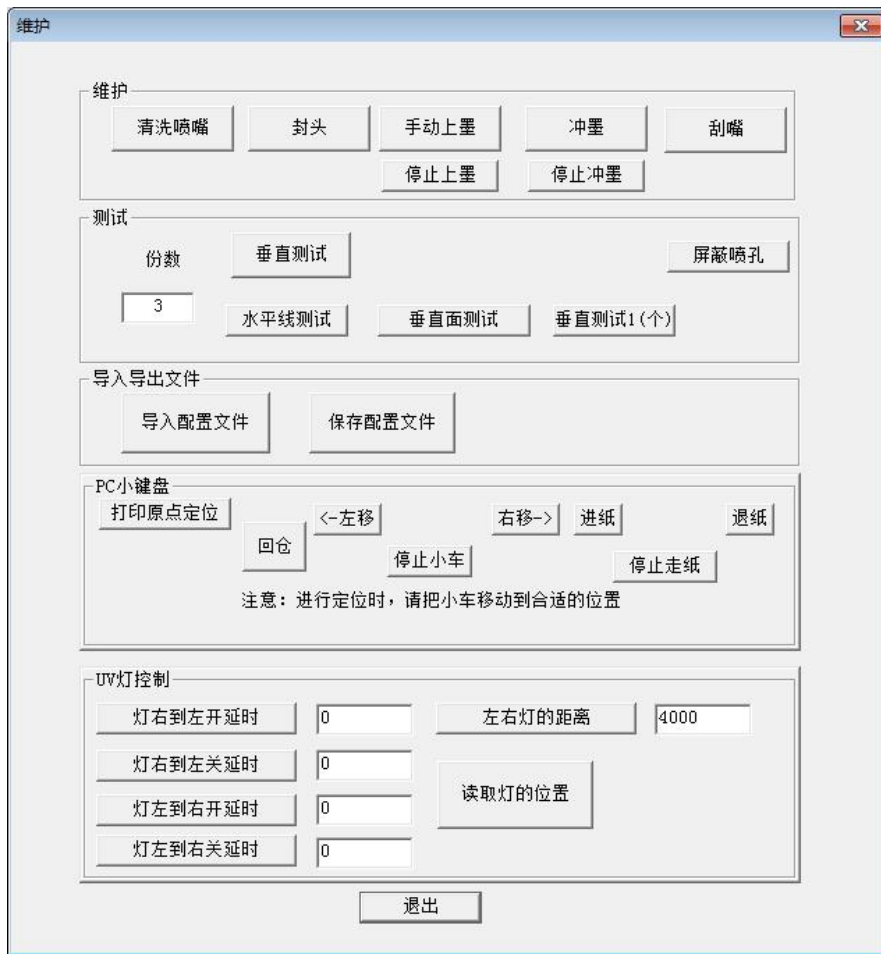 维护
维护
清洗喷嘴 封头 手动上墨 冲墨 刮嘴
停止上墨 停止冲墨
测试
份数 垂直测试 屏蔽喷孔
3
水平线测试 垂直面测试 垂直测试1(个)
导入导出文件
导入配置文件 保存配置文件
PC小键盘
打印原点定位 <-左移 右移-> 进纸 退纸
回仓 停止小车 停止走纸
注意：进行定位时，请把小车移动到合适的位置
UV灯控制
灯右到左开延时 0 左右灯的距离 4000
灯右到左关延时 0
读取灯的位置
灯左到右开延时 0
灯左到右关延时 0
退出